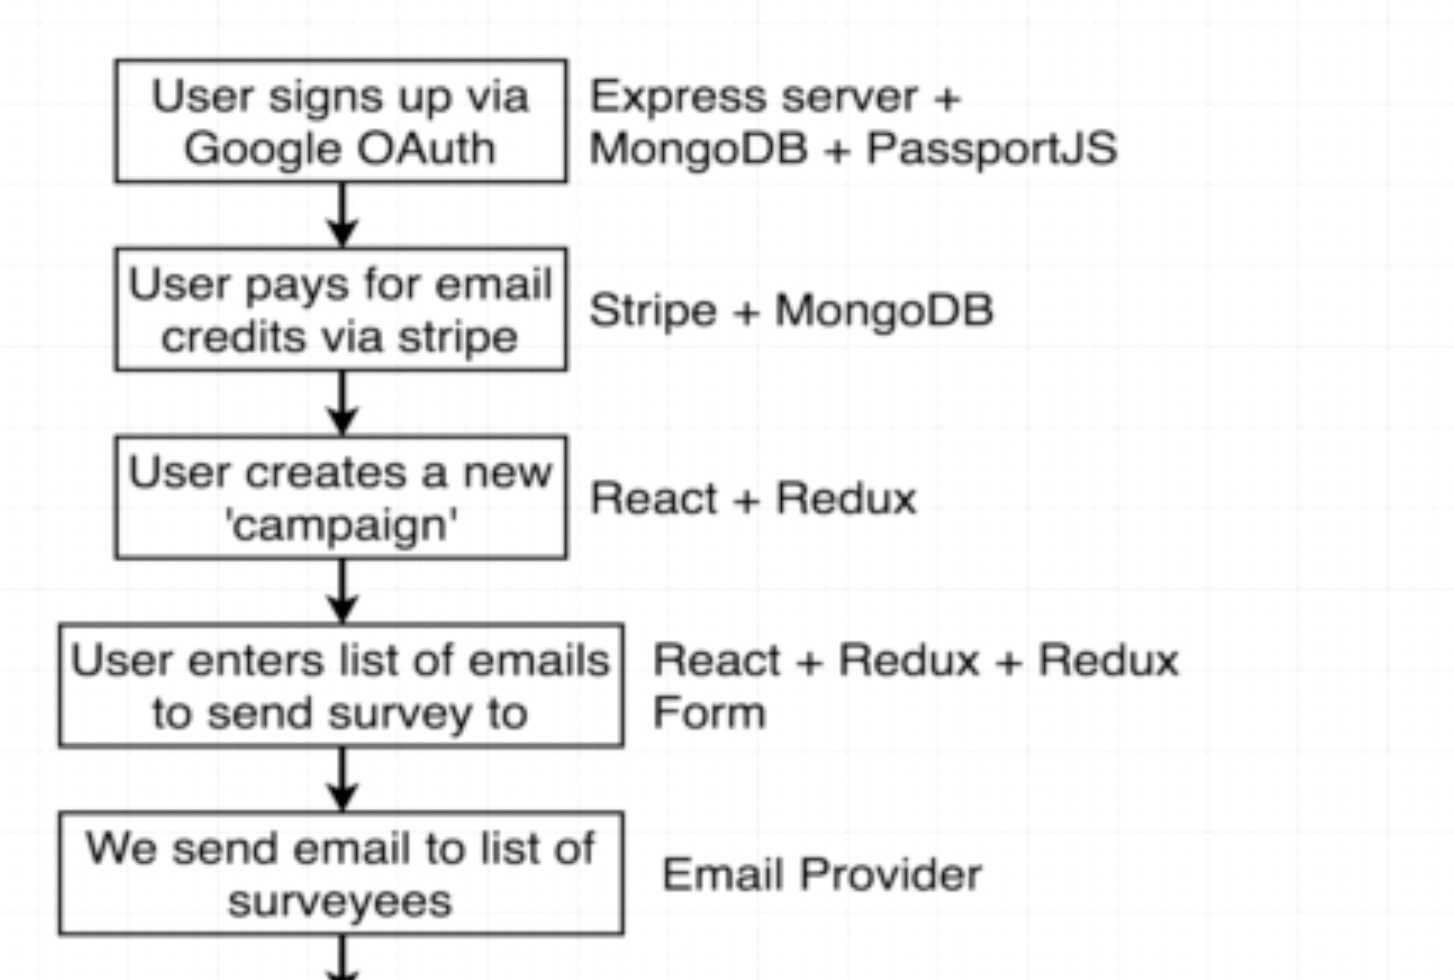 User signs up via
Google OAuth
Express server +
MongoDB + PassportJS
User pays for email
credits via stripe
Stripe + MongoDB
User creates a new
'campaign'
React + Redux
User enters list of emails
to send survey to
React + Redux + Redux
Form
We send email to list of
surveyees
Email Provider